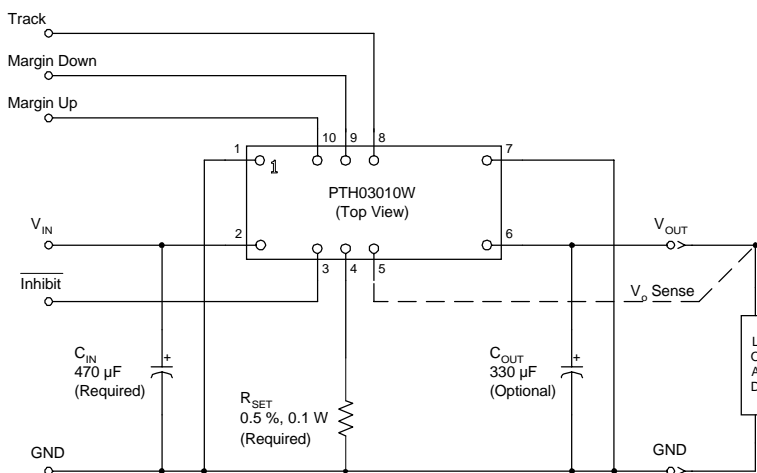 Track
Margin Down
Margin Up
10 9 8
1
1
7
PTH03010W
(Top View)
V_IN
2
6
V_OUT
3 4 5
Inhibit
V_o Sense
C_IN
470 µF
(Required)
+
R_SET
0.5 %, 0.1 W
(Required)
C_OUT
330 µF
(Optional)
+
L
O
A
D
GND
GND